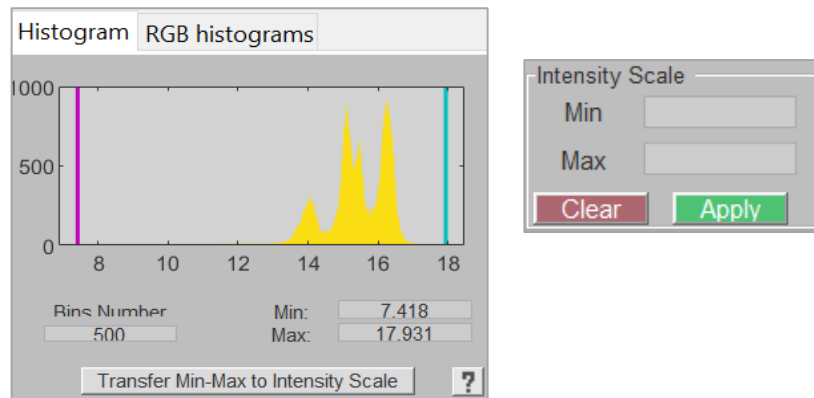 Histogram RGB histograms
1000
500
0
8 10 12 14 16 18
Bins Number
500
Min: 7.418
Max: 17.931
Transfer Min-Max to Intensity Scale ?
Intensity Scale
Min
Max
Clear Apply